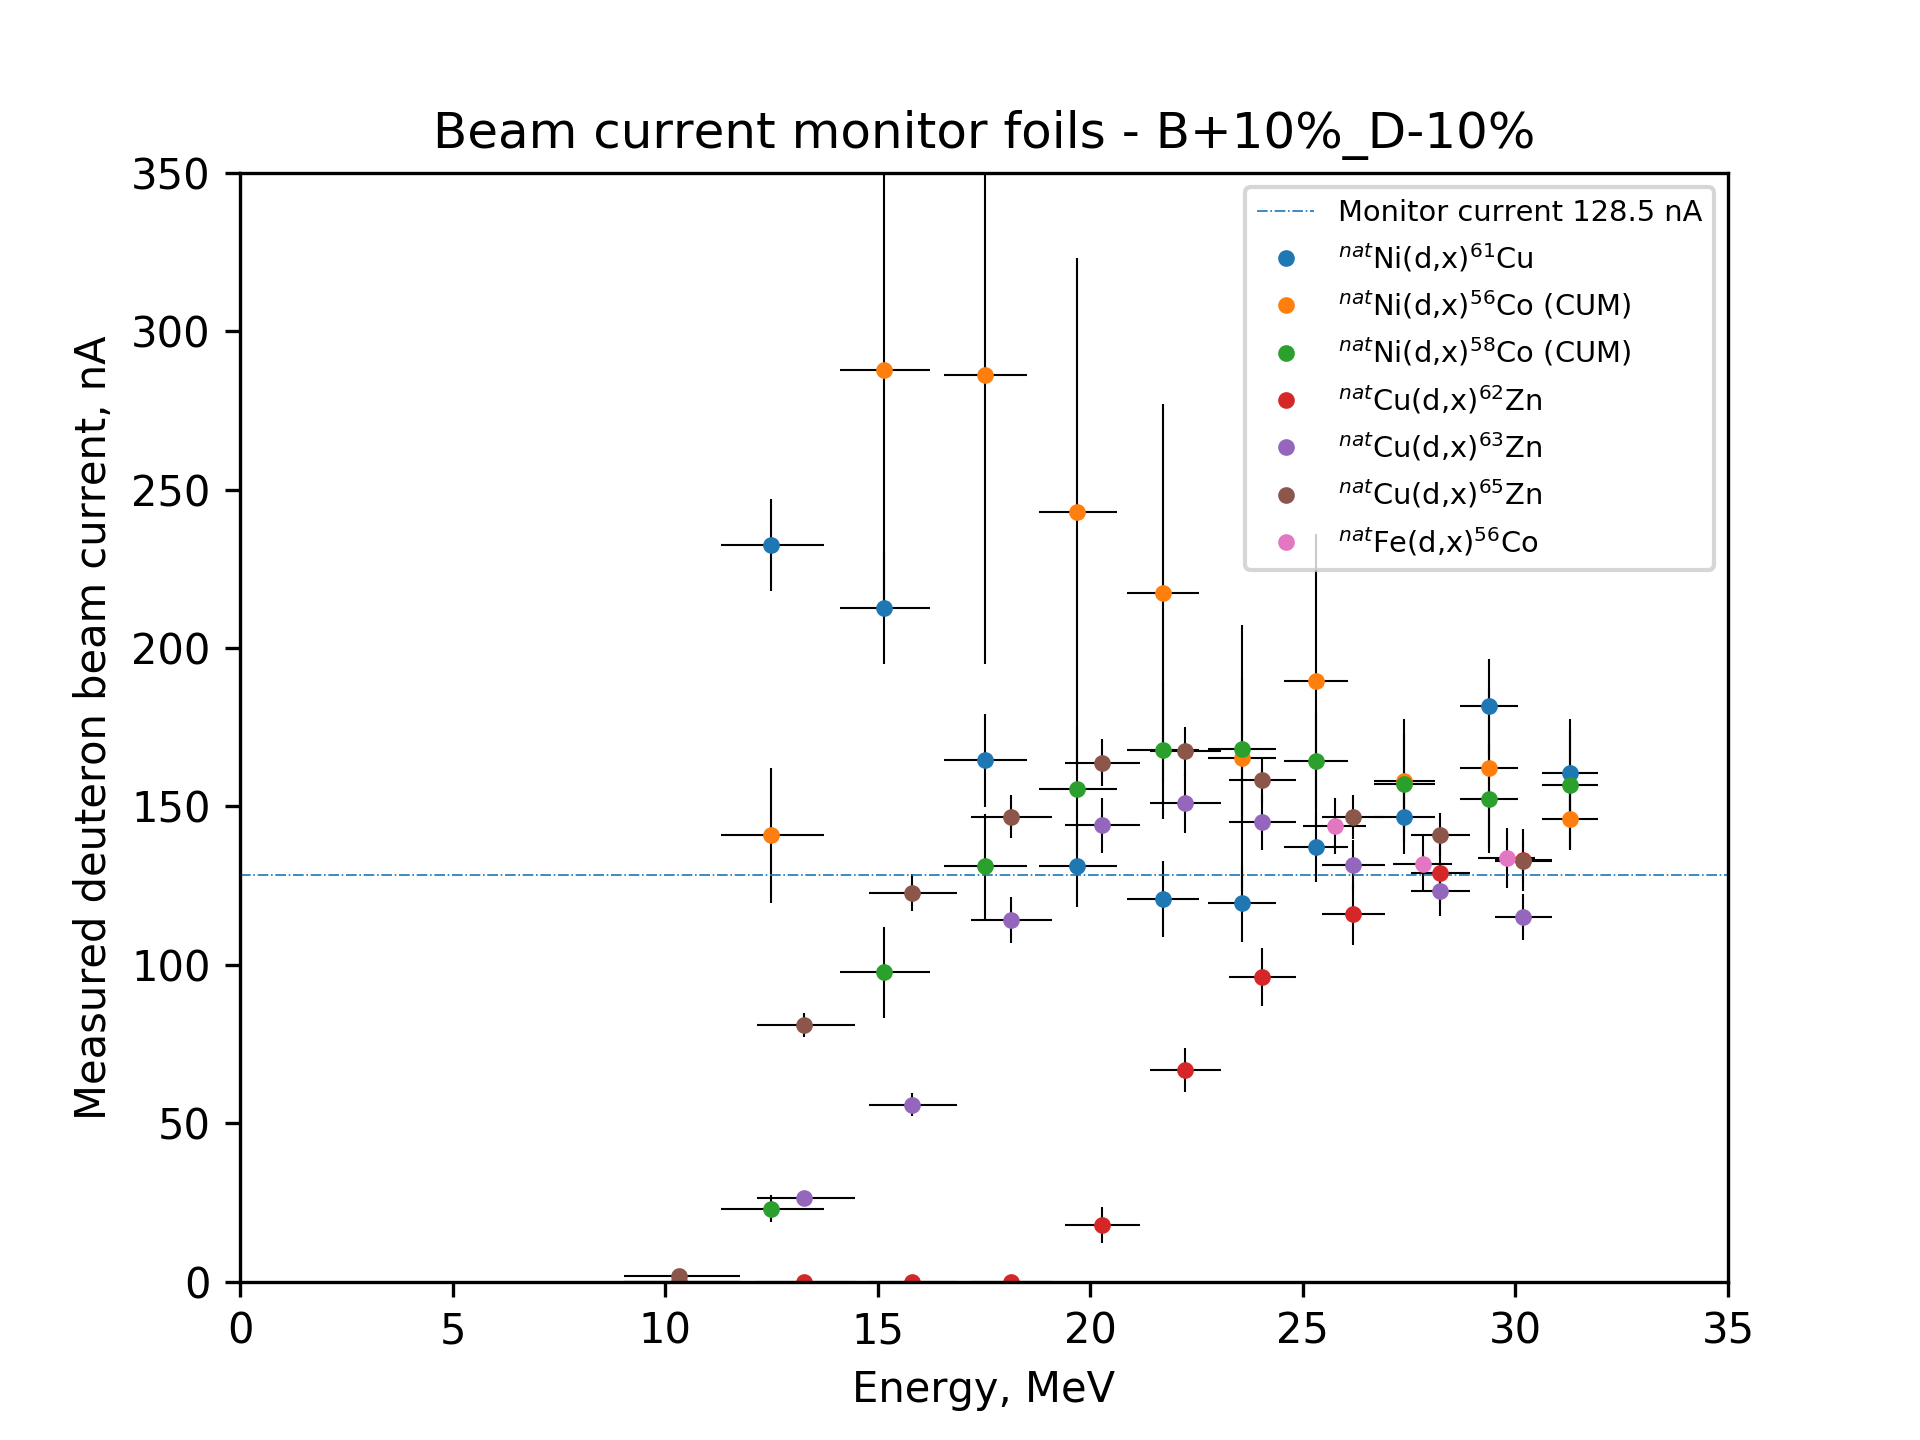 Beam current monitor foils - B+10%_D-10%
Measured deuteron beam current, nA
350
300
250
200
150
100
50
0
Monitor current 128.5 nA
natNi(d,x)61Cu
natNi(d,x)56Co (CUM)
natNi(d,x)58Co (CUM)
natCu(d,x)62Zn
natCu(d,x)63Zn
natCu(d,x)65Zn
natFe(d,x)56Co
0 5 10 15 20 25 30 35
Energy, MeV